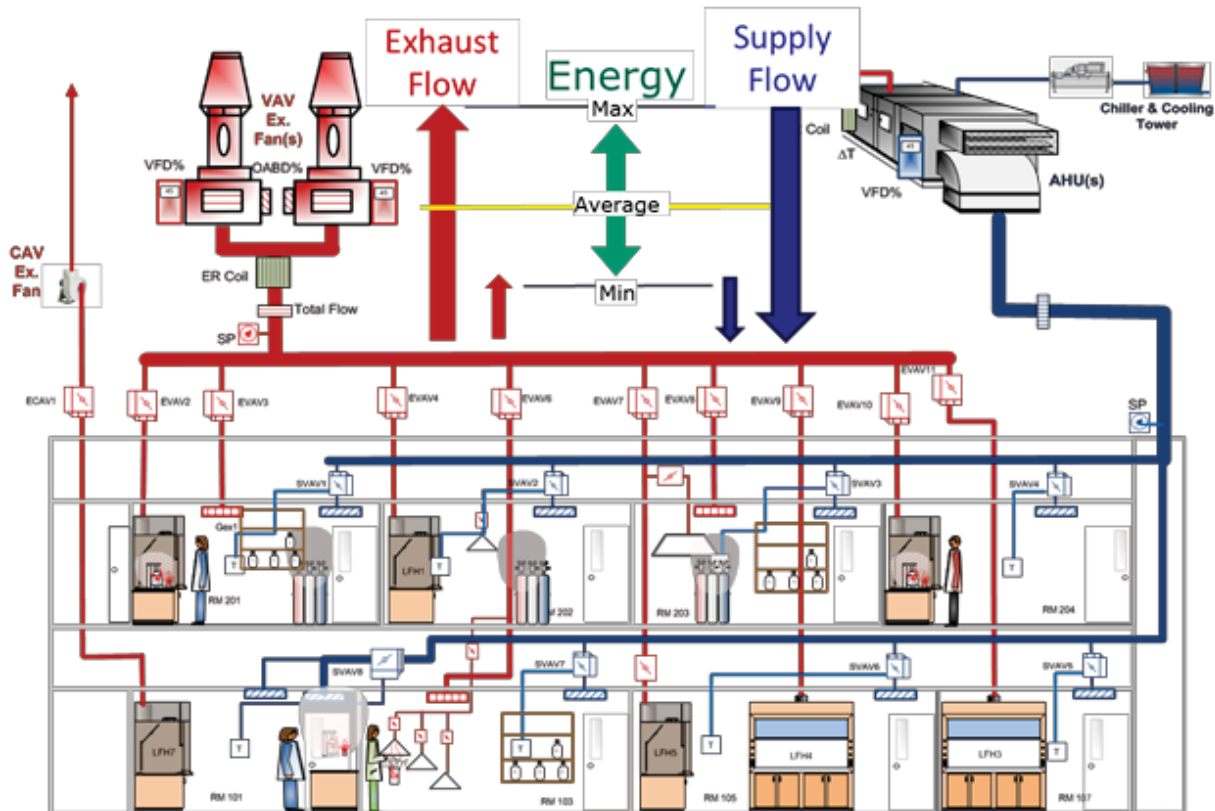 Exhaust
Flow
Energy
Supply
Flow
Max
Average
Min
VAV
Ex.
Fan(s)
VFD%
OABD%
VFD%
45
45
ER Coil
Total Flow
SP
CAV
Ex.
Fan
Coil
ΔT
VFD%
45
AHU(s)
Chiller & Cooling
Tower
SP
ECAV1
EVAV2
EVAV3
EVAV4
EVAV6
EVAV7
EVAV8
EVAV9
EVAV10
EVAV11
SVAV1
SVAV2
SVAV3
SVAV4
Gex1
T
LFH1
T
T
RM 201
202
RM 203
RM 204
SVAV8
SVAV7
SVAV6
SVAV5
LFH7
T
T
LFH5
T
LFH4
LFH3
T
RM 101
RM 103
RM 105
RM 107